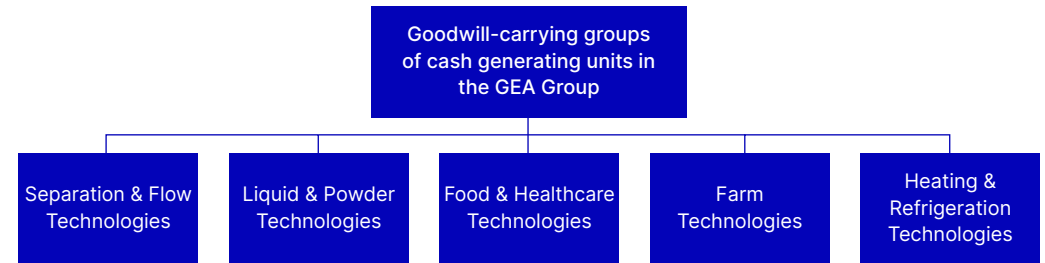 Goodwill-carrying groups
of cash generating units in
the GEA Group
Separation & Flow
Technologies
Liquid & Powder
Technologies
Food & Healthcare
Technologies
Farm
Technologies
Heating &
Refrigeration
Technologies